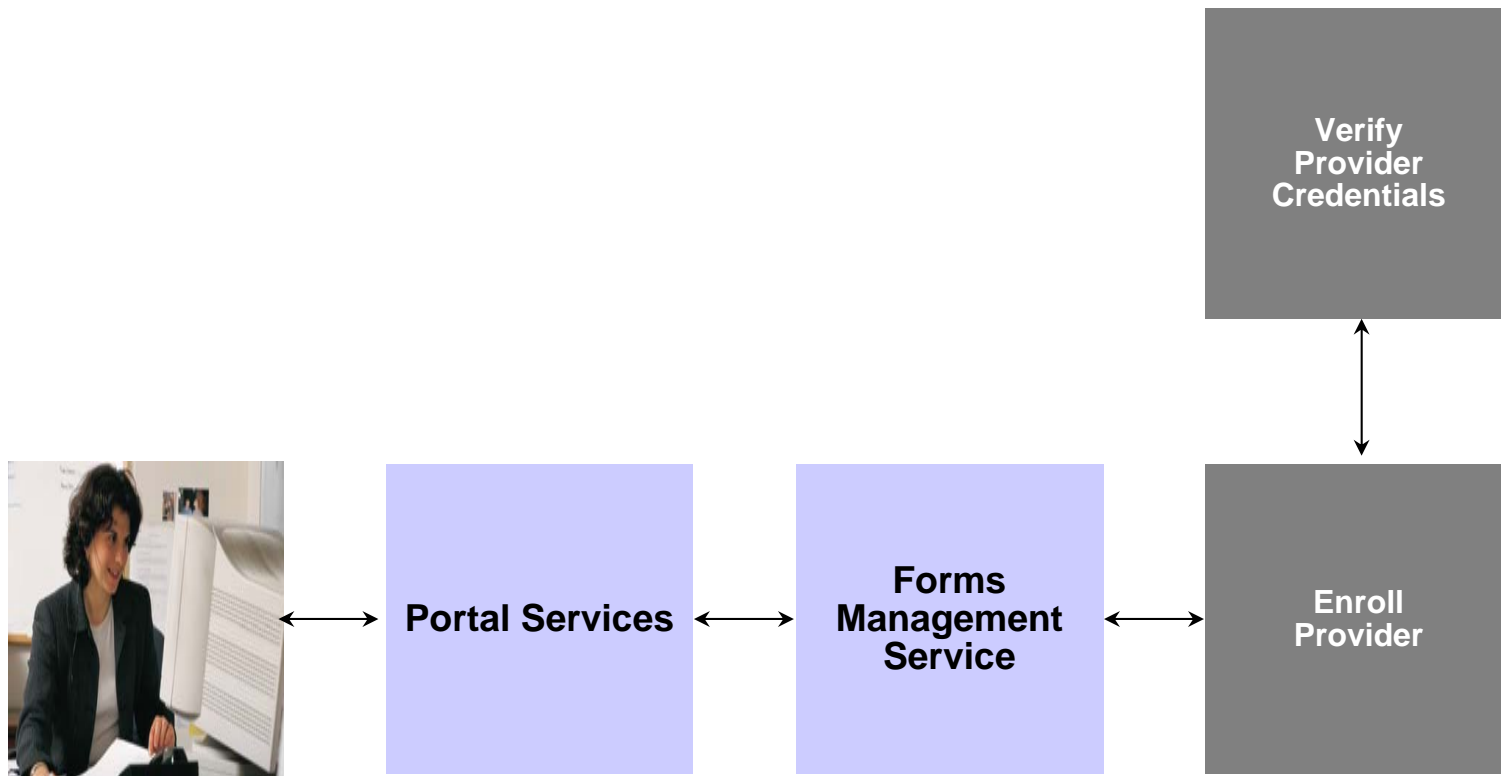 Verify
Provider
Credentials
Portal Services
Forms
Management
Service
Enroll
Provider